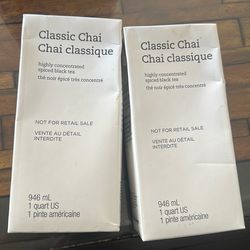 Classic Chai
Chai classique
highly concentrated
spiced black tea
thé noir épicé très concentré
NOT FOR RETAIL SALE
VENTE AU DÉTAIL
INTERDITE
946 mL
1 quart US
1 pinte américaine
Classic Chai
Chai classique
highly concentrated
spiced black tea
thé noir épicé très concentré
NOT FOR RETAIL SALE
VENTE AU DÉTAIL
INTERDITE
946 mL
1 quart US
1 pinte américaine